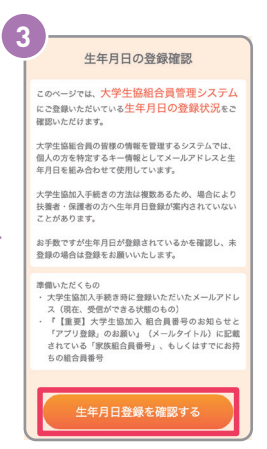 3
生年月日の登録確認
このページでは、大学生協組合員管理システム
にご登録いただいている生年月日の登録状況をご
確認いただけます。
大学生協組合員の皆様の情報を管理するシステムでは、
個人の方を特定するキー情報としてメールアドレスと生
年月日を組み合わせて使用しています。
大学生協加入手続きの方法は複数あるため、場合により
扶養者・保護者の方へ生年月日登録が案内されていない
ことがあります。
お手数ですが生年月日が登録されているかを確認し、未
登録の場合は登録をお願いいたします。
準備いただくもの
・ 大学生協加入手続き時に登録いただいたメールアドレ
ス（現在、受信ができる状態のもの）
・ 「【重要】大学生協加入 組合員番号のお知らせと
「アプリ登録」のお願い」（メールタイトル）に記載
されている「家族組合員番号」、もしくはすでにお持
ちの組合員番号
生年月日登録を確認する